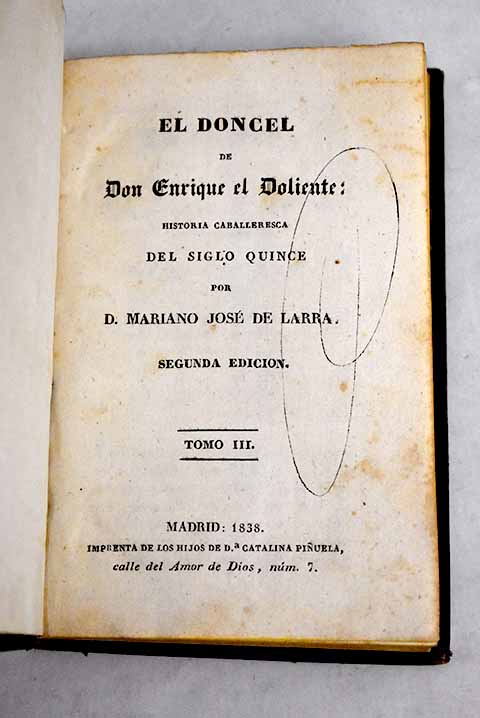 EL DONCEL
DE
Don Enrique el Doliente:
HISTORIA CABALLERESCA
DEL SIGLO QUINCE
POR
D. MARIANO JOSÉ DE LARRA.
SEGUNDA EDICION.
TOMO III.
MADRID: 1838.
IMPRENTA DE LOS HIJOS DE D.ª CATALINA PIÑUELA,
calle del Amor de Dios, núm. 7.